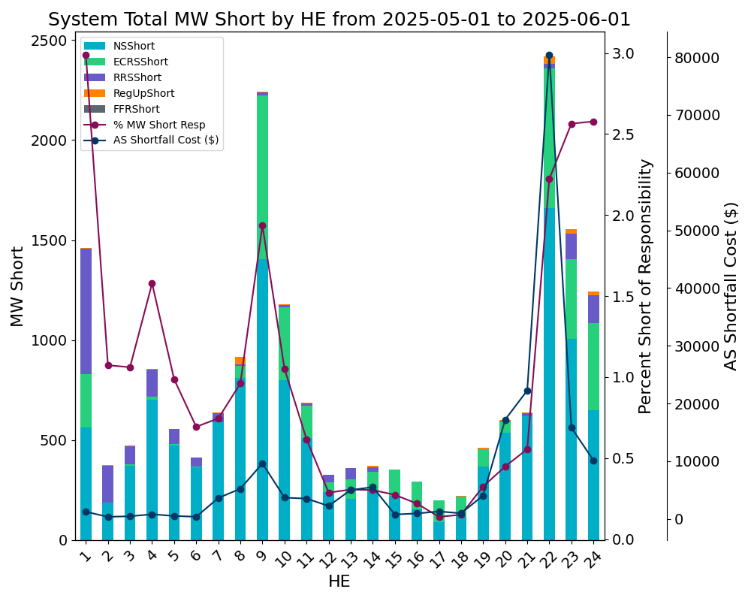 System Total MW Short by HE from 2025-05-01 to 2025-06-01
NSShort
ECRSShort
RRSShort
RegUpShort
FFRShort
% MW Short Resp
AS Shortfall Cost ($)
MW Short
2500
2000
1500
1000
500
0
1 2 3 4 5 6 7 8 9 10 11 12 13 14 15 16 17 18 19 20 21 22 23 24
HE
3.0
2.5
2.0
1.5
1.0
0.5
0.0
Percent Short of Responsibility
80000
70000
60000
50000
40000
30000
20000
10000
0
AS Shortfall Cost ($)